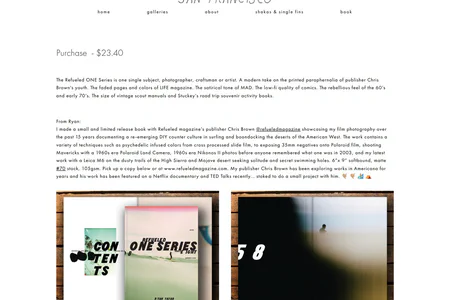 SAN FRANCISCO
home galleries about shakas & single fins book
Purchase - $23.40
The Refueled ONE Series is one single subject, photographer, craftsman or artist. A modern take on the printed paraphernalia of publisher Chris
Brown's youth. The faded pages and colors of LIFE magazine. The satirical tone of MAD. The low-fi quality of comics. The rebellious feel of the 60's
and early 70's. The size of vintage scout manuals and Stuckey's road trip souvenir activity books.
From Ryan:
I made a small and limited release book with Refueled magazine's publisher Chris Brown @refueledmagazine showcasing my film photography over
the past 15 years documenting a re-emerging DIY counter culture in surfing and boondocking the deserts of the American West. The work contains a
variety of techniques such as psychedelic infused colors from cross processed slide film, to exposing 35mm negatives onto Polaroid film, shooting
Mavericks with a 1960s era Polaroid Land Camera, 1960s era Nikonos II photos before anyone remembered what one was in 2003, and my latest
work with a Leica M6 on the dusty trails of the High Sierra and Mojave desert seeking solitude and secret swimming holes. 6"x 9" softbound, matte
#70 stock, 103gsm. Pick up a copy below or at www.refueledmagazine.com. My publisher Chris Brown has been exploring works in Americana for
years and his work has been featured on a Netflix documentary and TED Talks recently... stoked to do a small project with him.
CON
TEN
TS
REFUELED
ONE SERIES
5 8